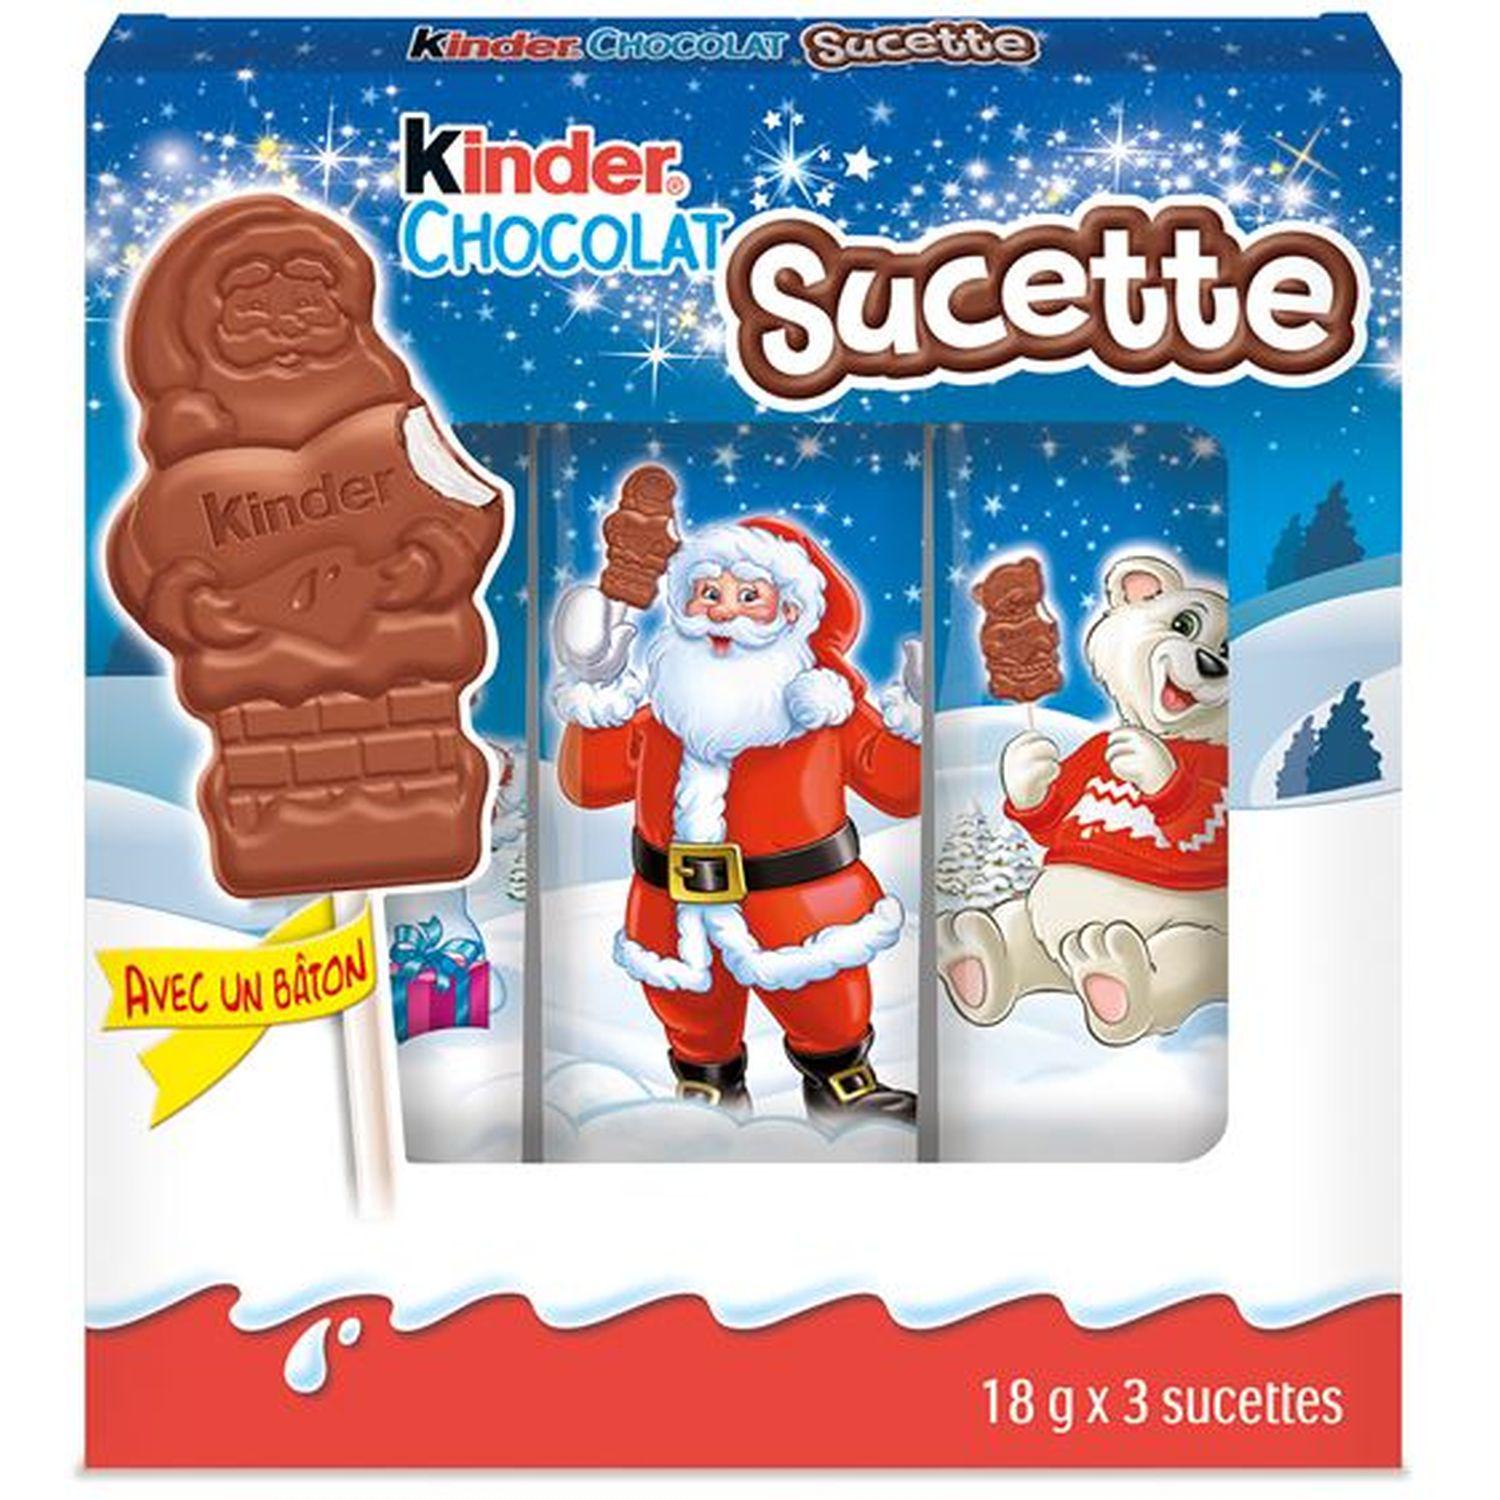 Kinder CHOCOLAT Sucette
Kinder®
CHOCOLAT
Sucette
Kinder
AVEC UN BÂTON
18 g x 3 sucettes